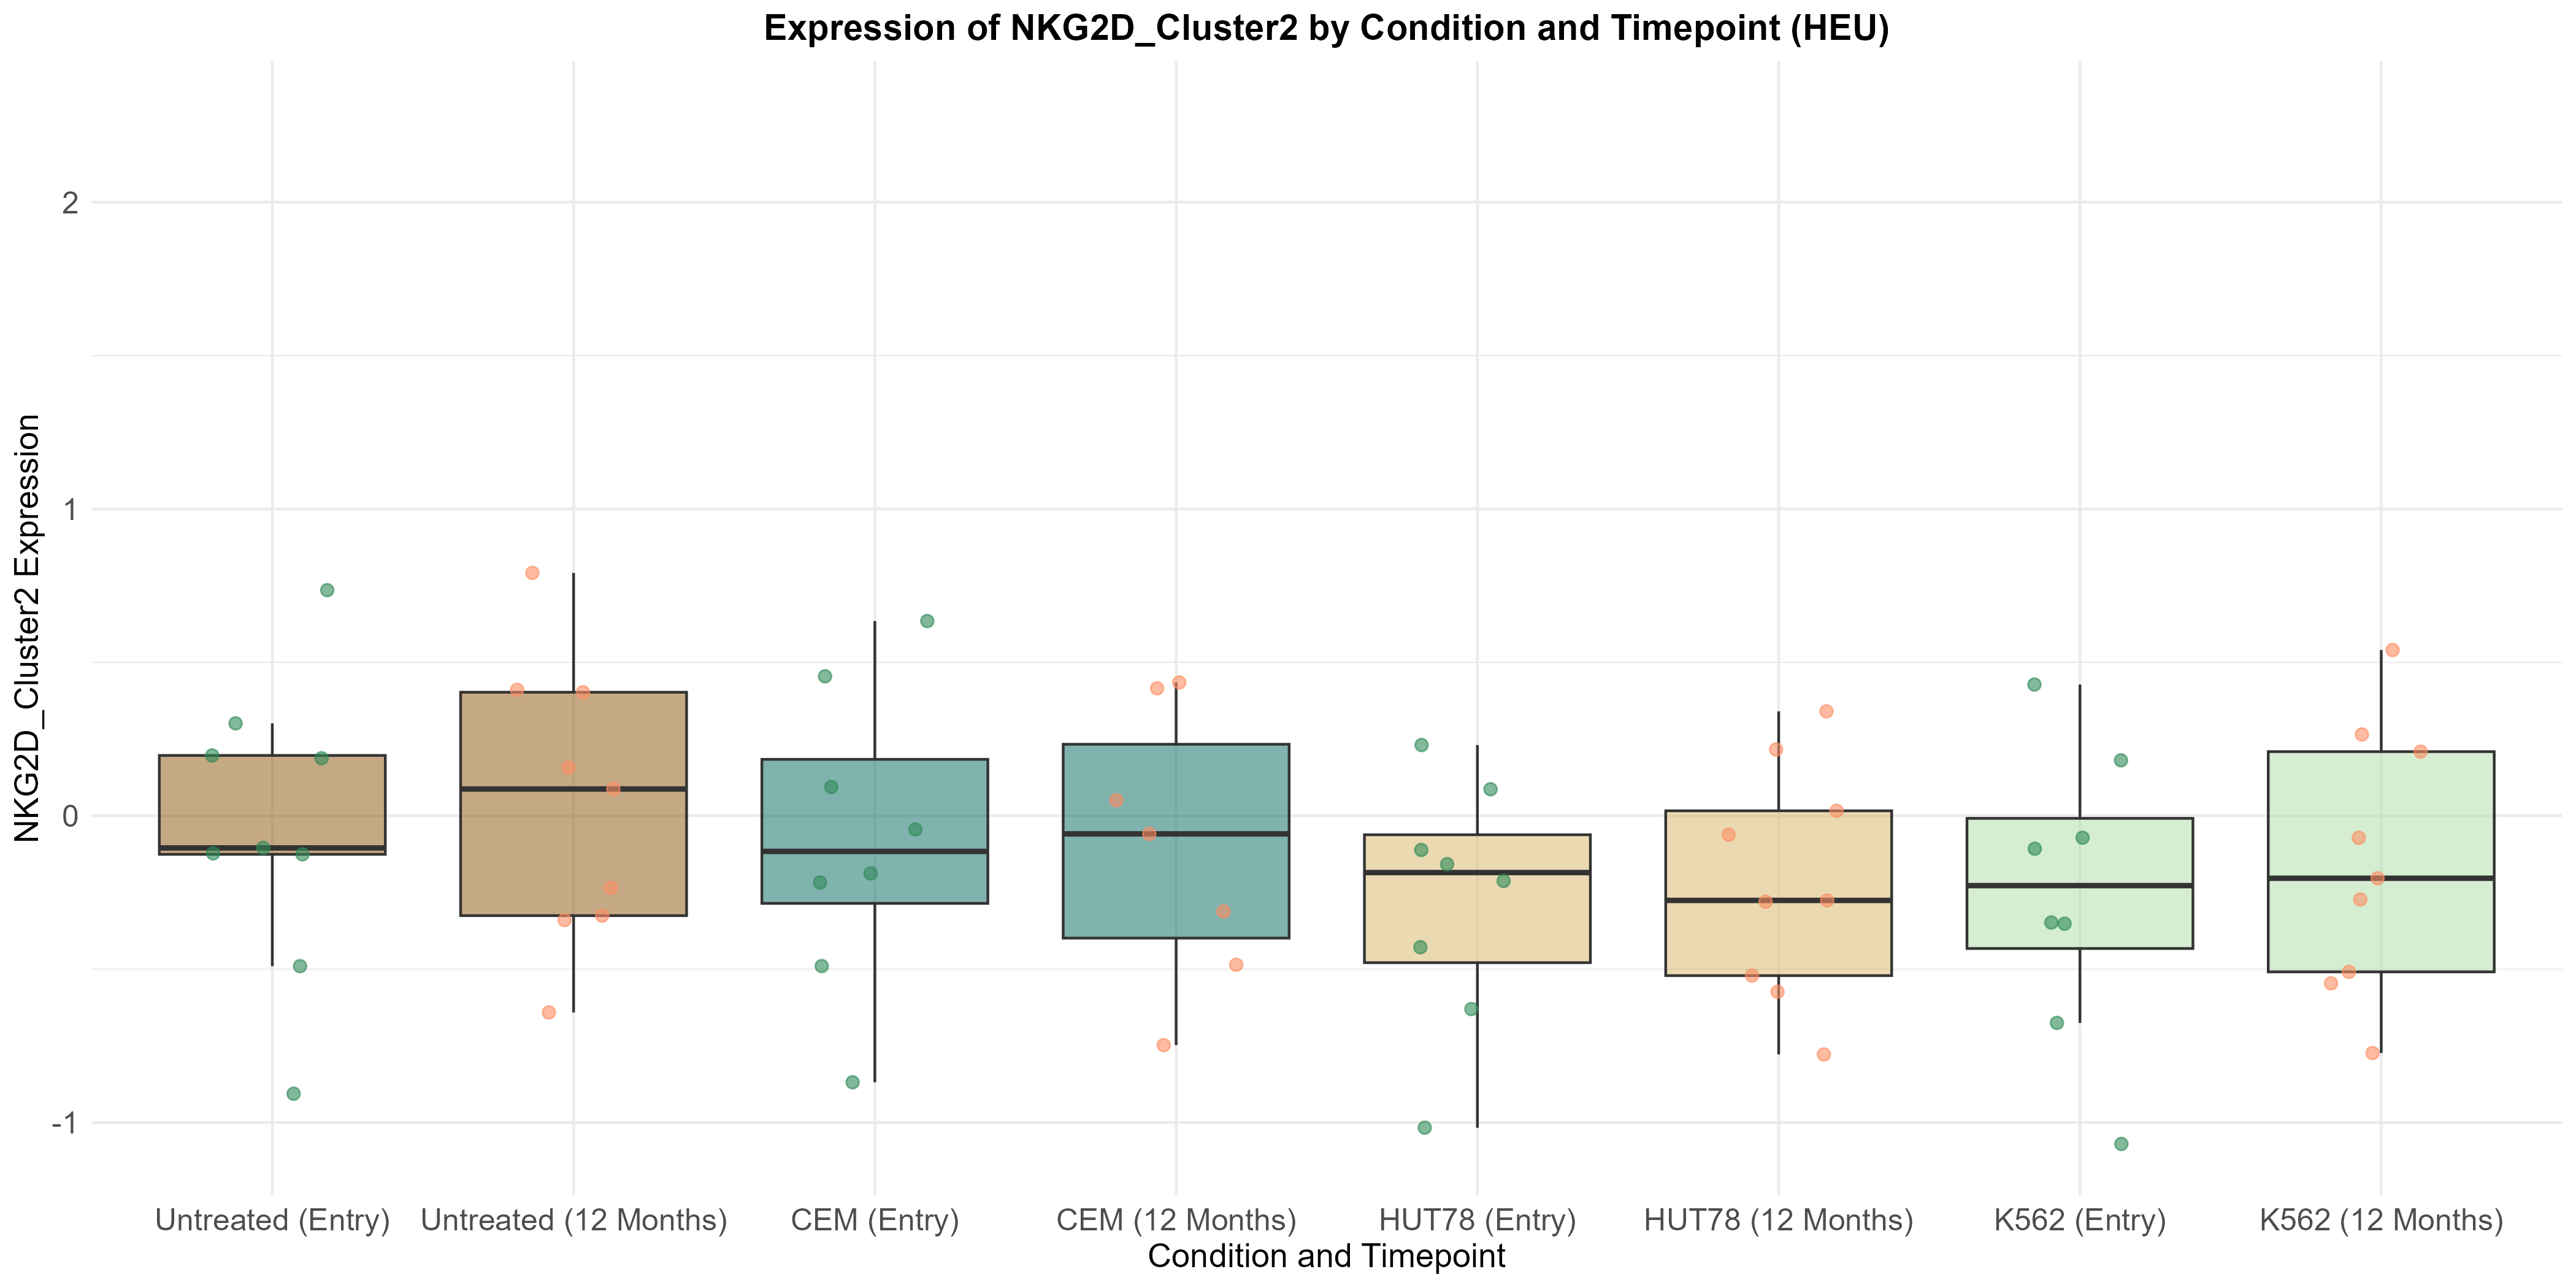 Expression of NKG2D_Cluster2 by Condition and Timepoint (HEU)
NKG2D_Cluster2 Expression
2
1
0
-1
Untreated (Entry)
Untreated (12 Months)
CEM (Entry)
CEM (12 Months)
HUT78 (Entry)
HUT78 (12 Months)
K562 (Entry)
K562 (12 Months)
Condition and Timepoint